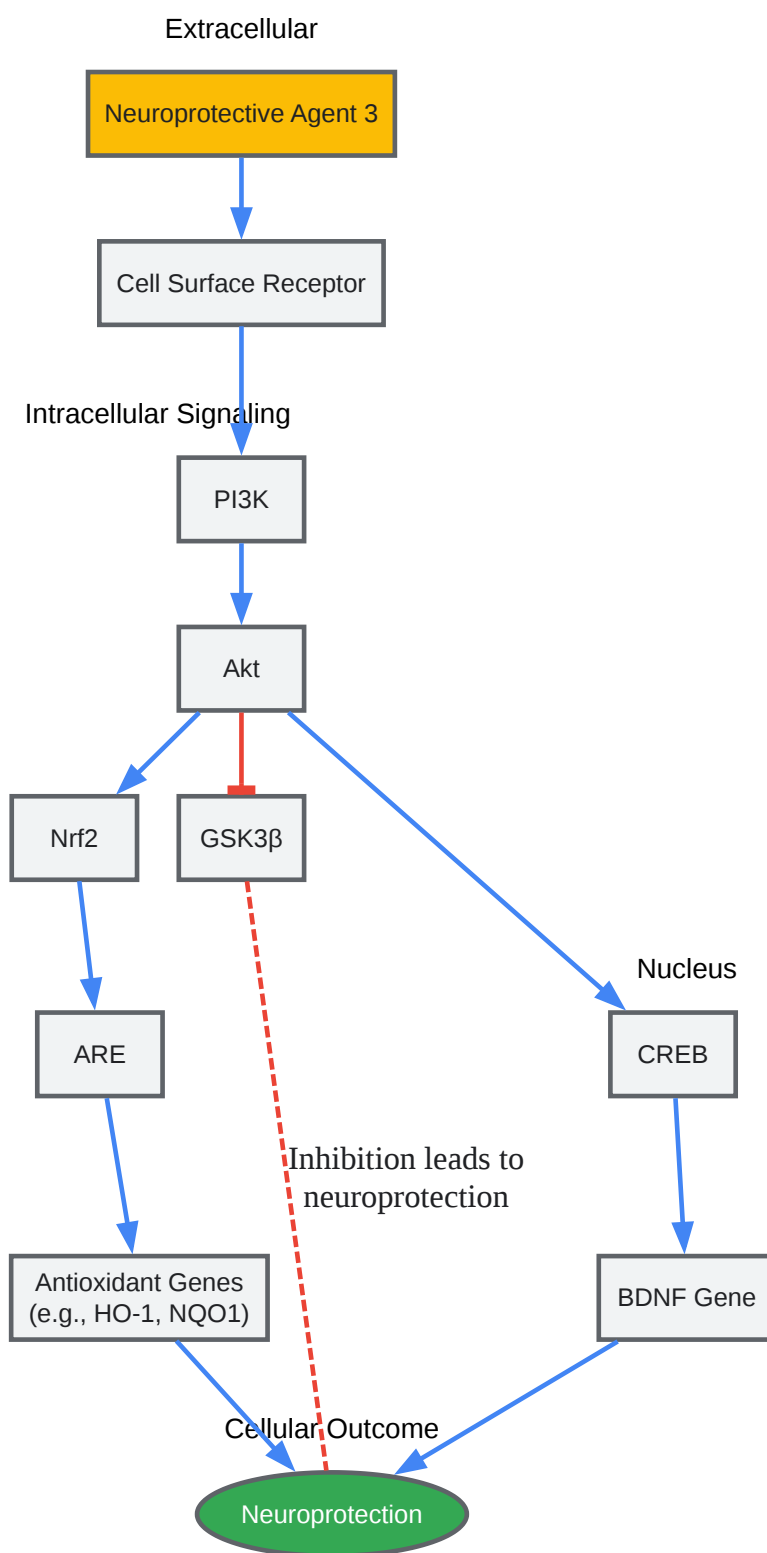 Extracellular
Neuroprotective Agent 3
Cell Surface Receptor
Intracellular Signaling
PI3K
Akt
Nrf2
GSK3β
Nucleus
ARE
CREB
Inhibition leads to
neuroprotection
Antioxidant Genes
(e.g., HO-1, NQO1)
BDNF Gene
Cellular Outcome
Neuroprotection